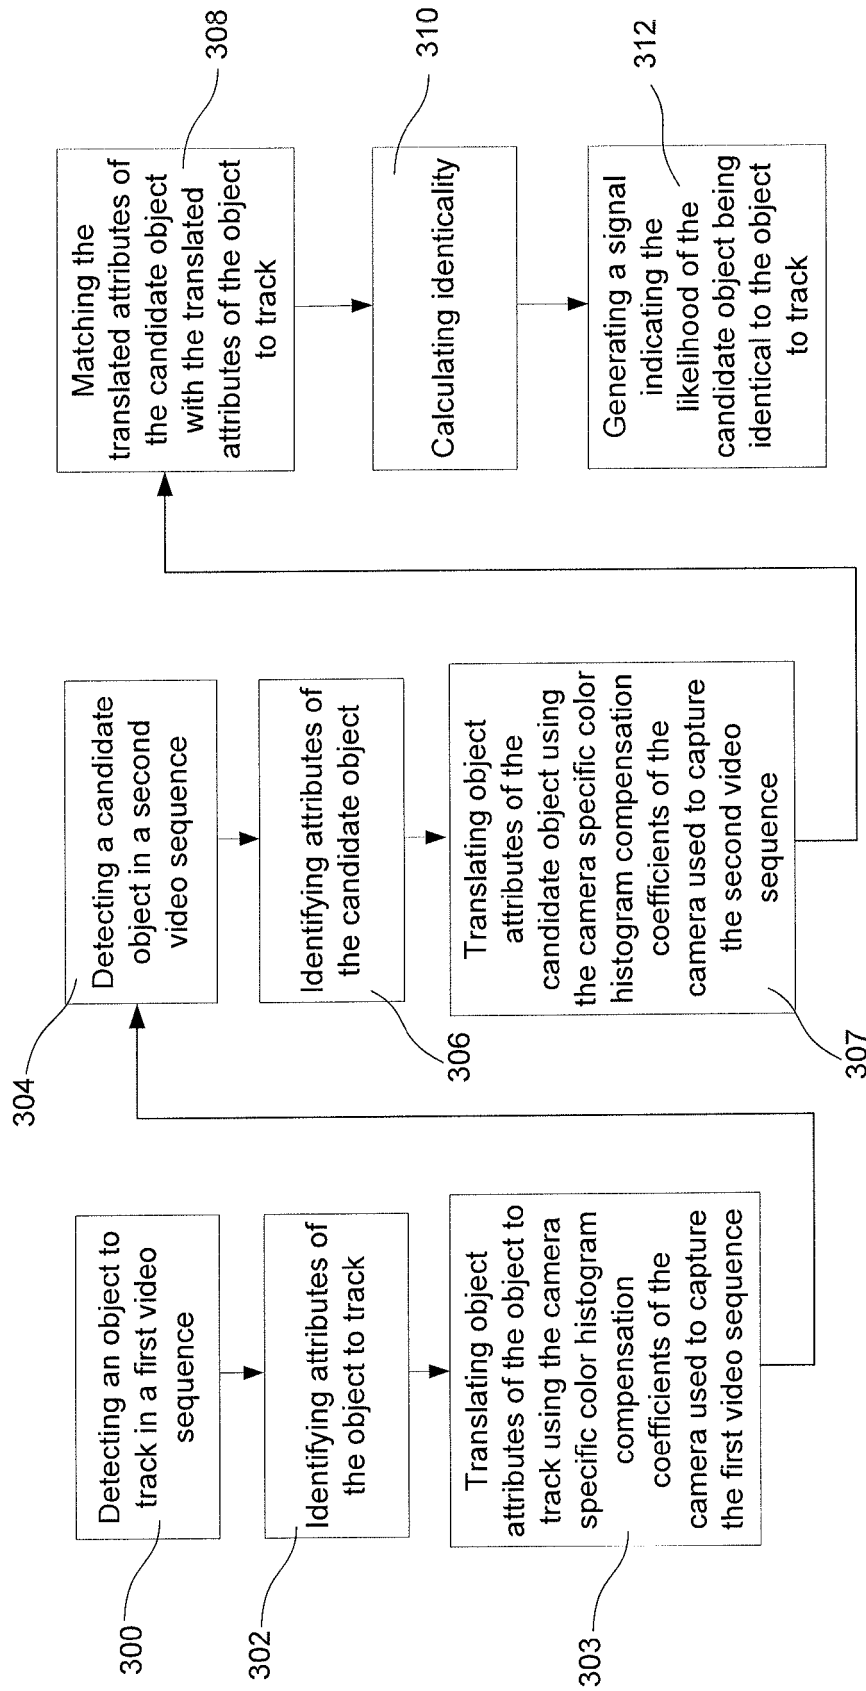 300
Detecting an object to
track in a first video
sequence
302
Identifying attributes of
the object to track
303
Translating object
attributes of the object to
track using the camera
specific color histogram
compensation
coefficients of the
camera used to capture
the first video sequence
304
Detecting a candidate
object in a second
video sequence
306
Identifying attributes of
the candidate object
307
Translating object
attributes of the
candidate object using
the camera specific color
histogram compensation
coefficients of the
camera used to capture
the second video
sequence
308
Matching the
translated attributes of
the candidate object
with the translated
attributes of the object
to track
310
Calculating identicality
312
Generating a signal
indicating the
likelihood of the
candidate object being
identical to the object
to track